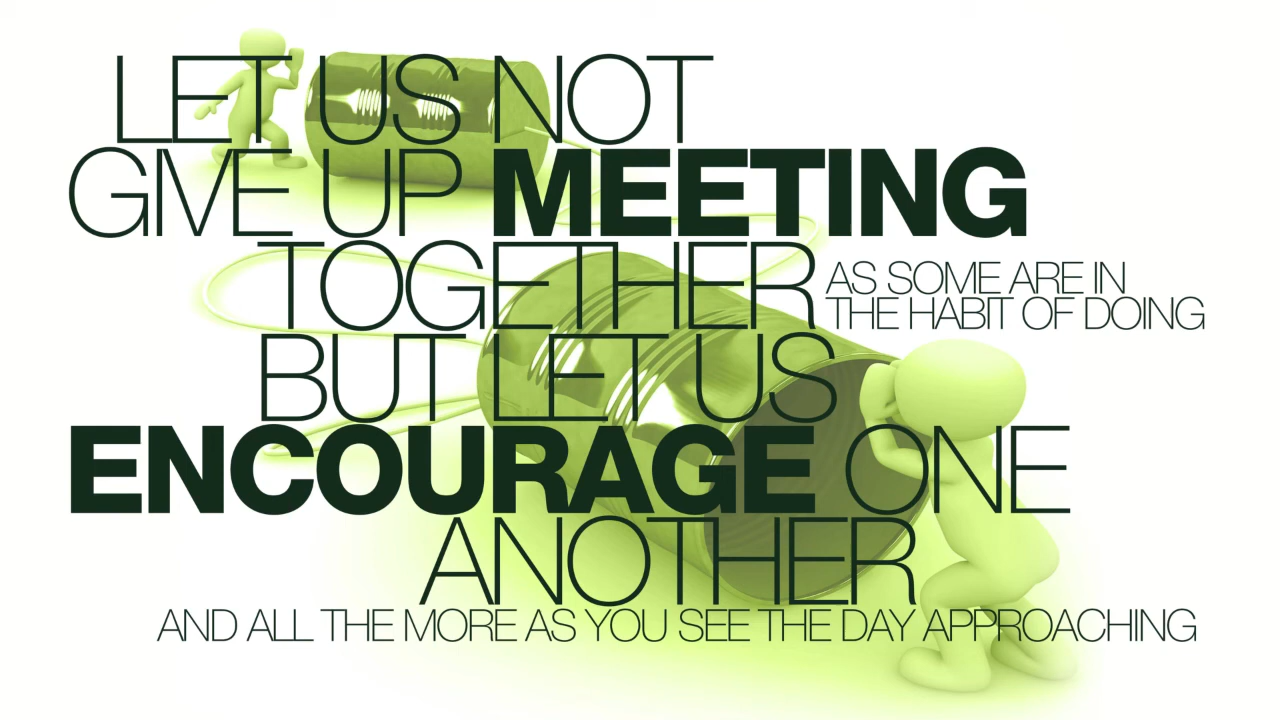 LET US NOT
GIVE UP MEETING
TOGETHER AS SOME ARE IN
THE HABIT OF DOING
BUT LET US
ENCOURAGE ONE
ANOTHER
AND ALL THE MORE AS YOU SEE THE DAY APPROACHING